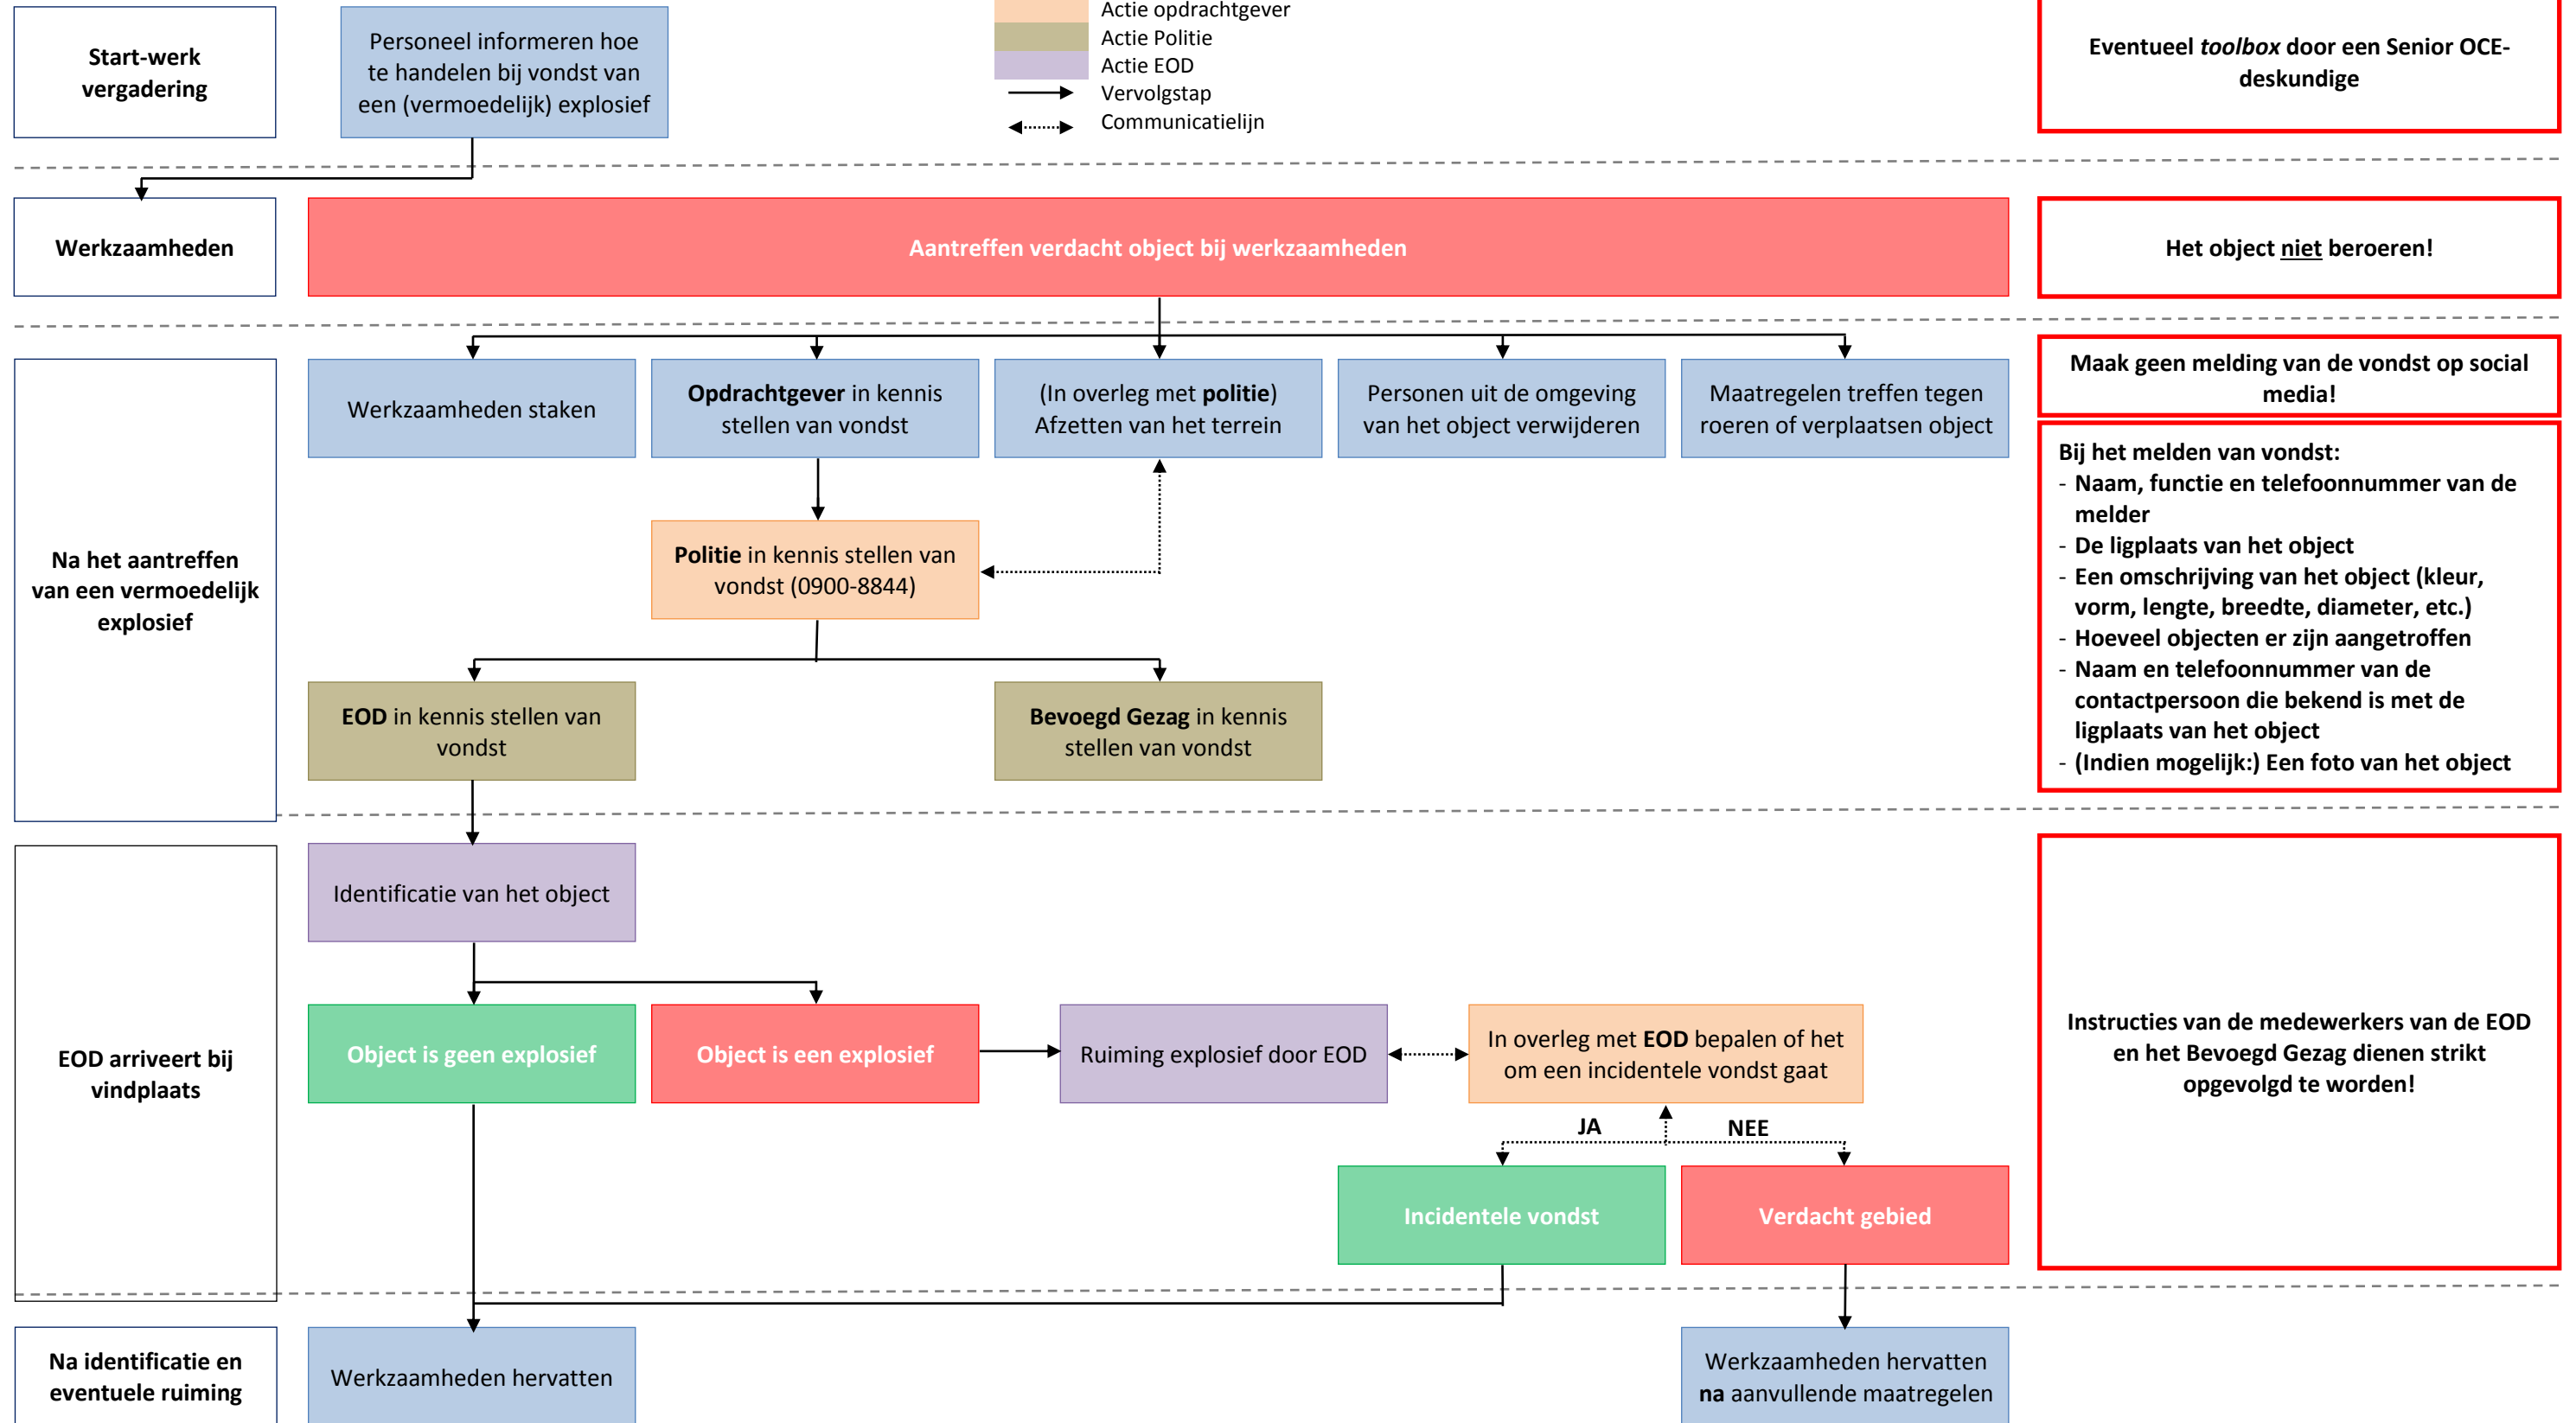 Start-werk
vergadering
Personeel informeren hoe
te handelen bij vondst van
een (vermoedelijk) explosief
Actie opdrachtgever
Actie Politie
Actie EOD
Vervolgstap
Communicatielijn
Eventueel toolbox door een Senior OCE-
deskundige
Werkzaamheden
Aantreffen verdacht object bij werkzaamheden
Het object niet beroeren!
Na het aantreffen
van een vermoedelijk
explosief
Werkzaamheden staken
Opdrachtgever in kennis
stellen van vondst
(In overleg met politie)
Afzetten van het terrein
Personen uit de omgeving
van het object verwijderen
Maatregelen treffen tegen
roeren of verplaatsen object
Maak geen melding van de vondst op social
media!
Politie in kennis stellen van
vondst (0900-8844)
EOD in kennis stellen van
vondst
Bevoegd Gezag in kennis
stellen van vondst
Bij het melden van vondst:
- Naam, functie en telefoonnummer van de
melder
- De ligplaats van het object
- Een omschrijving van het object (kleur,
vorm, lengte, breedte, diameter, etc.)
- Hoeveel objecten er zijn aangetroffen
- Naam en telefoonnummer van de
contactpersoon die bekend is met de
ligplaats van het object
- (Indien mogelijk:) Een foto van het object
EOD arriveert bij
vindplaats
Identificatie van het object
Object is geen explosief
Object is een explosief
Ruiming explosief door EOD
In overleg met EOD bepalen of het
om een incidentele vondst gaat
JA
NEE
Incidentele vondst
Verdacht gebied
Instructies van de medewerkers van de EOD
en het Bevoegd Gezag dienen strikt
opgevolgd te worden!
Na identificatie en
eventuele ruiming
Werkzaamheden hervatten
Werkzaamheden hervatten
na aanvullende maatregelen